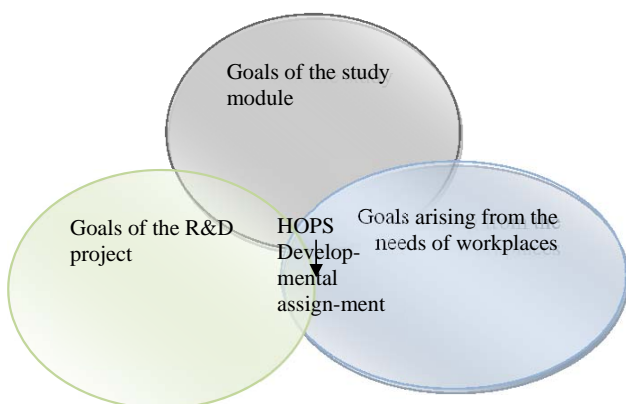 Goals of the study
module
Goals of the R&D
project
HOPS
Develop-
mental
assign-ment
Goals arising from the
needs of workplaces